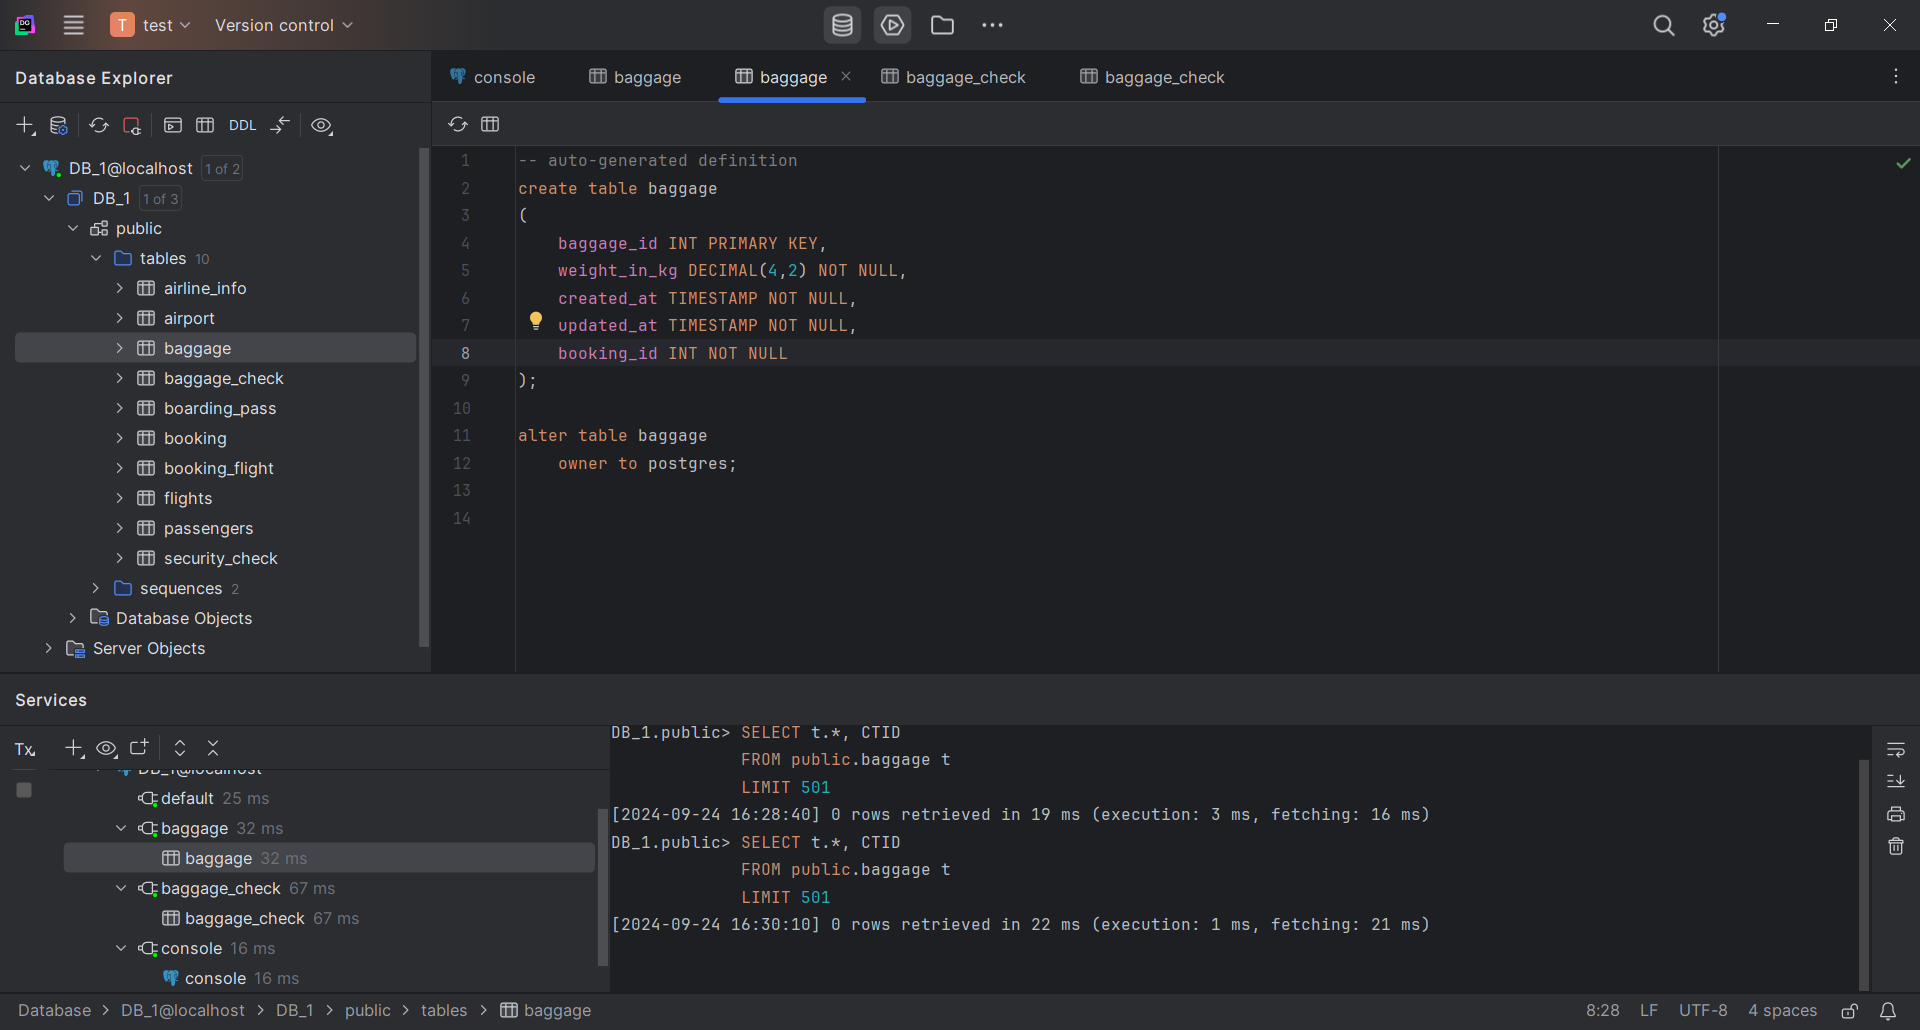 DG T test Version control
Database Explorer
console baggage baggage baggage_check baggage_check
DDL
DB_1@localhost 1 of 2
DB_1 1 of 3
public
tables 10
airline_info
airport
baggage
baggage_check
boarding_pass
booking
booking_flight
flights
passengers
security_check
sequences 2
Database Objects
Server Objects
1 -- auto-generated definition
2 create table baggage
3 (
4 baggage_id INT PRIMARY KEY,
5 weight_in_kg DECIMAL(4,2) NOT NULL,
6 created_at TIMESTAMP NOT NULL,
7 updated_at TIMESTAMP NOT NULL,
8 booking_id INT NOT NULL
9 );
10
11 alter table baggage
12 owner to postgres;
13
14
Services
Tx
DB_1@localhost
default 25 ms
baggage 32 ms
baggage 32 ms
baggage_check 67 ms
baggage_check 67 ms
console 16 ms
console 16 ms
DB_1.public> SELECT t.*, CTID
FROM public.baggage t
LIMIT 501
[2024-09-24 16:28:40] 0 rows retrieved in 19 ms (execution: 3 ms, fetching: 16 ms)
DB_1.public> SELECT t.*, CTID
FROM public.baggage t
LIMIT 501
[2024-09-24 16:30:10] 0 rows retrieved in 22 ms (execution: 1 ms, fetching: 21 ms)
Database > DB_1@localhost > DB_1 > public > tables > baggage
8:28 LF UTF-8 4 spaces